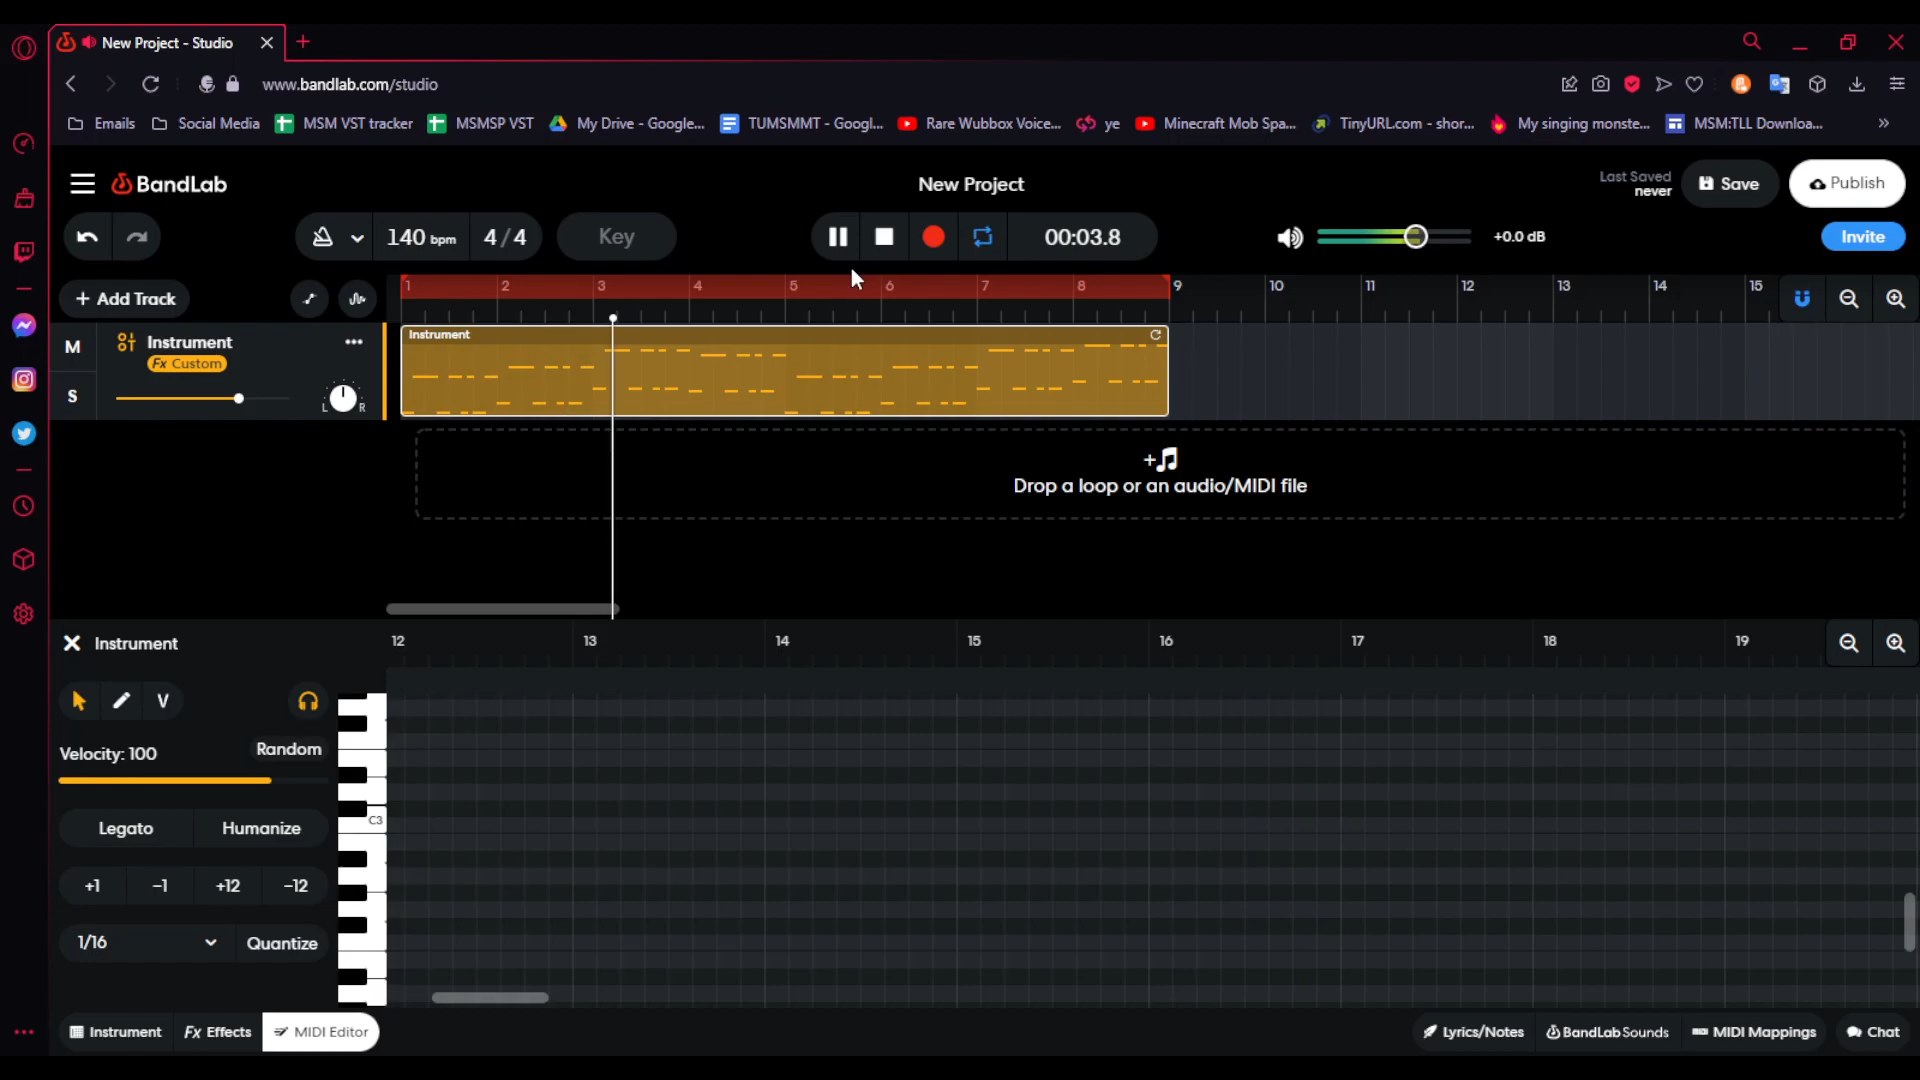 New Project - Studio
www.bandlab.com/studio
Emails
Social Media
MSM VST tracker
MSMSP VST
My Drive - Google...
TUMSMMT - Googl...
Rare Wubbox Voice...
ye
Minecraft Mob Spa...
TinyURL.com - shor...
My singing monste...
MSM:TLL Downloa...
BandLab
New Project
Last Saved
never
Save
Publish
140 bpm
4/4
Key
00:03.8
+0.0 dB
Invite
+ Add Track
1 2 3 4 5 6 7 8 9 10 11 12 13 14 15
M
Instrument
Fx Custom
S
L R
Instrument
Drop a loop or an audio/MIDI file
Instrument
12 13 14 15 16 17 18 19
V
Velocity: 100
Random
Legato
Humanize
C3
+1
-1
+12
-12
1/16
Quantize
Instrument
Fx Effects
MIDI Editor
Lyrics/Notes
BandLab Sounds
MIDI Mappings
Chat